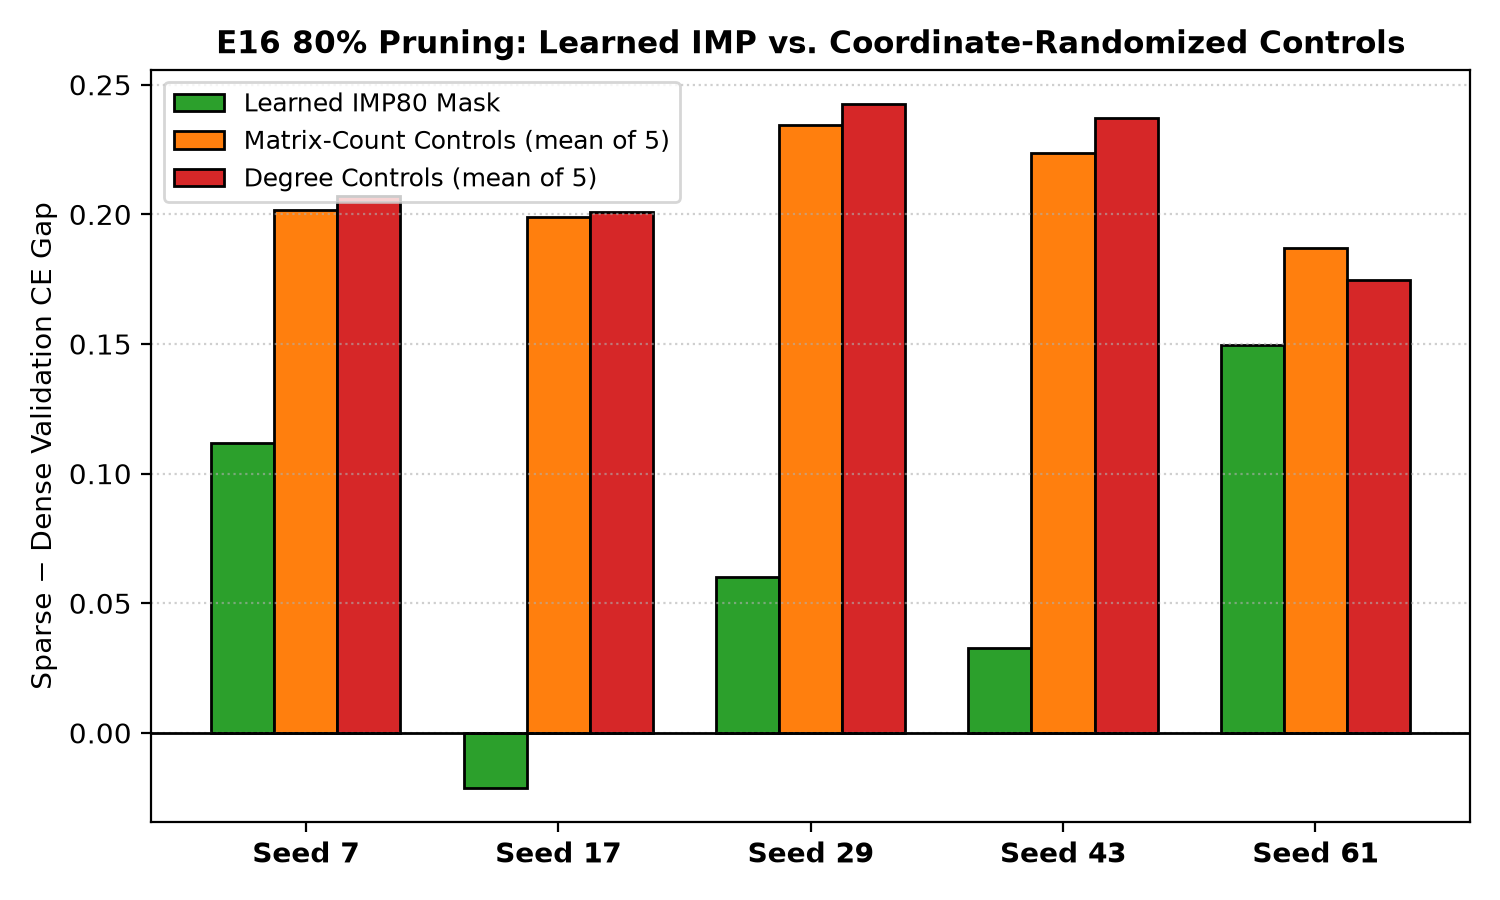 E16 80% Pruning: Learned IMP vs. Coordinate-Randomized Controls
Learned IMP80 Mask
Matrix-Count Controls (mean of 5)
Degree Controls (mean of 5)
Sparse − Dense Validation CE Gap
0.25
0.20
0.15
0.10
0.05
0.00
Seed 7
Seed 17
Seed 29
Seed 43
Seed 61